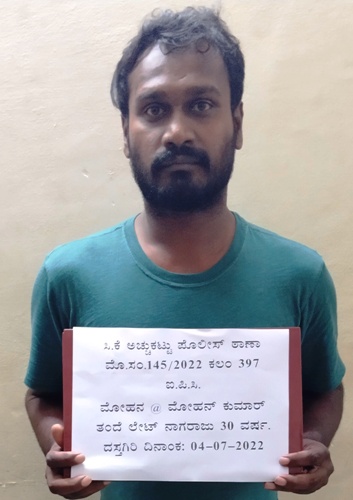 ಸಿ.ಕೆ ಅಚ್ಚುಕಟ್ಟು ಪೊಲೀಸ್ ಠಾಣಾ
ಮೊ.ಸಂ.145/2022 ಕಲಂ 397
ಐ.ಪಿ.ಸಿ.
ಮೋಹನ @ ಮೋಹನ್ ಕುಮಾರ್
ತಂದೆ ಲೇಟ್ ನಾಗರಾಜು 30 ವರ್ಷ.
ದಸ್ತಗಿರಿ ದಿನಾಂಕ: 04-07-2022